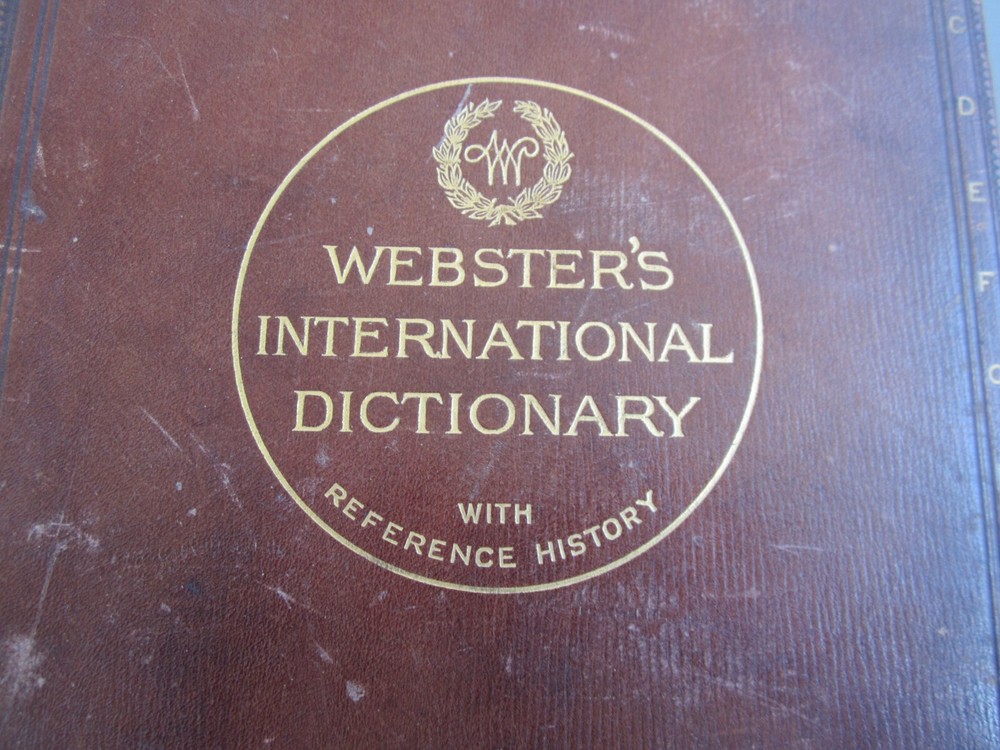 W
WEBSTER'S
INTERNATIONAL
DICTIONARY
WITH
REFERENCE HISTORY
C
D
E
F